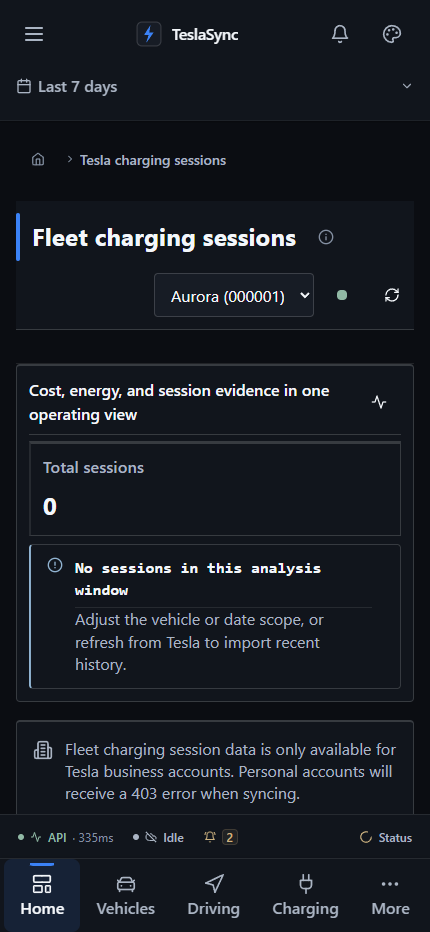 TeslaSync
Last 7 days
Tesla charging sessions
Fleet charging sessions
Aurora (000001)
Cost, energy, and session evidence in one
operating view
Total sessions
0
No sessions in this analysis
window
Adjust the vehicle or date scope, or
refresh from Tesla to import recent
history.
Fleet charging session data is only available for
Tesla business accounts. Personal accounts will
receive a 403 error when syncing.
API · 335ms Idle 2 Status
Home Vehicles Driving Charging More